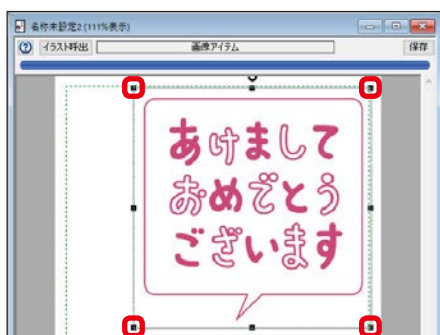 名称未設定2 (111%表示)
イラスト呼出 画像アイテム 保存
あけまして
おめでとう
ございます